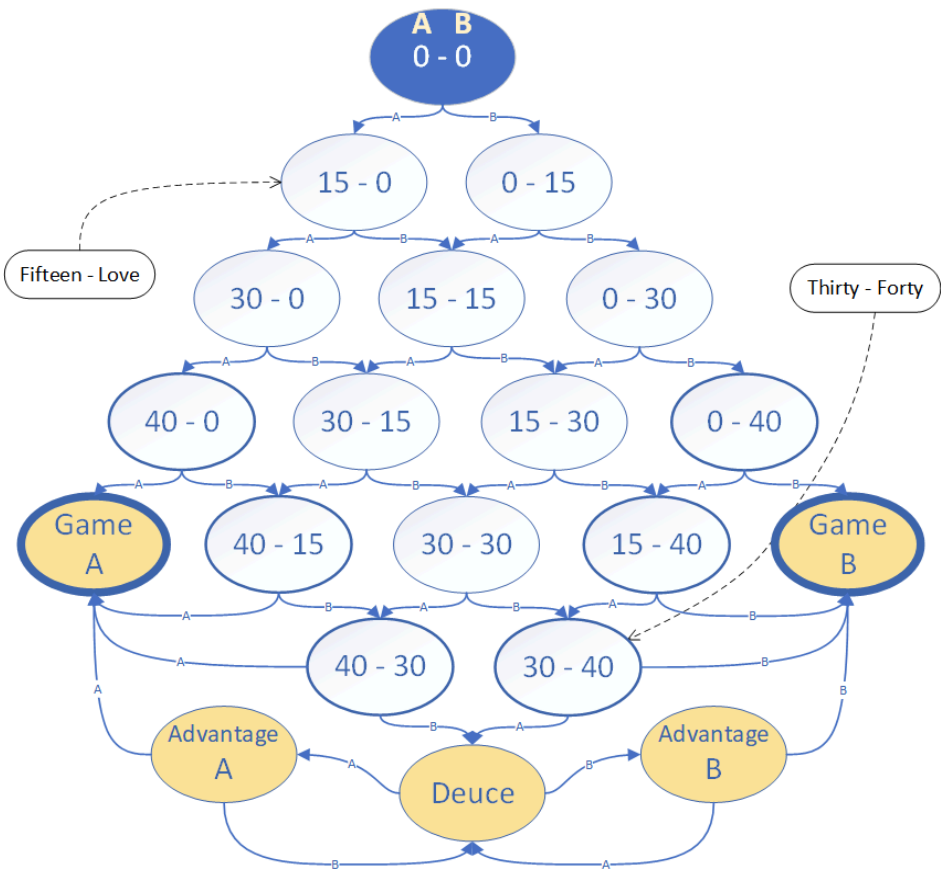 A B
0 - 0
A
B
15 - 0
0 - 15
A
B
A
B
Fifteen - Love
30 - 0
15 - 15
0 - 30
Thirty - Forty
A
B
B
A
A
B
40 - 0
30 - 15
15 - 30
0 - 40
A
B
A
B
A
B
A
B
Game
A
40 - 15
30 - 30
15 - 40
Game
B
A
B
A
B
A
B
A
40 - 30
30 - 40
B
A
B
A
B
Advantage
A
A
Deuce
B
Advantage
B
B
A